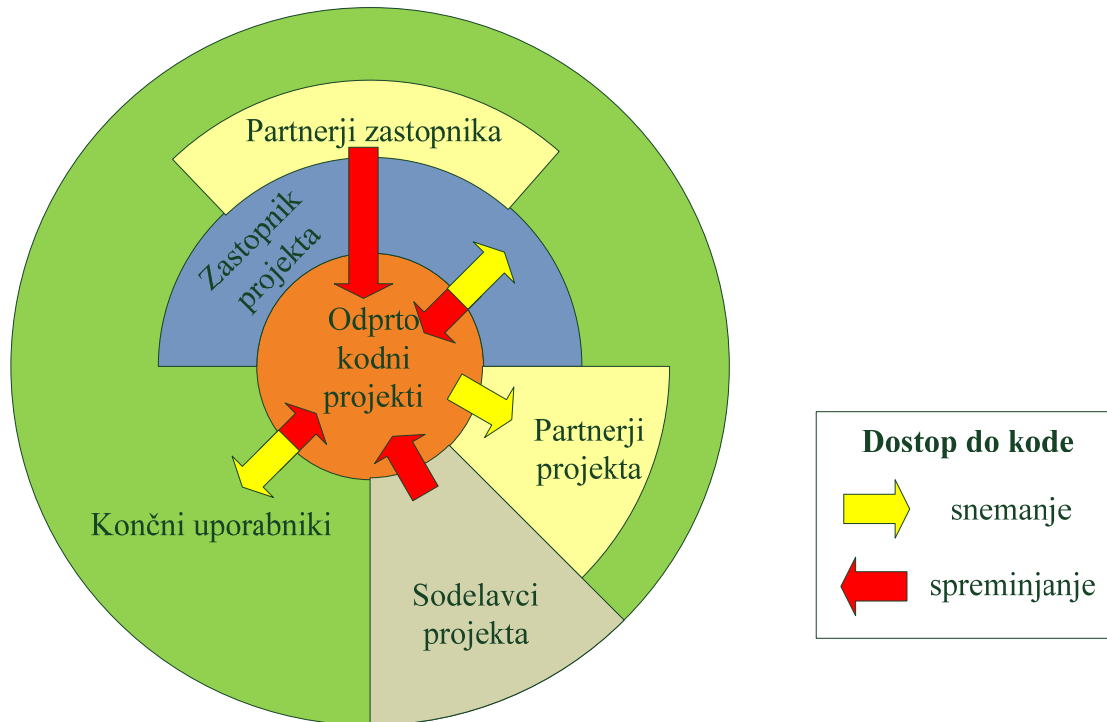 Partnerji zastopnika
Zastopnik
projekta
Odprto
kodni
projekti
Partnerji
projekta
Končni uporabniki
Sodelavci
projekta
Dostop do kode
snemanje
spreminjanje